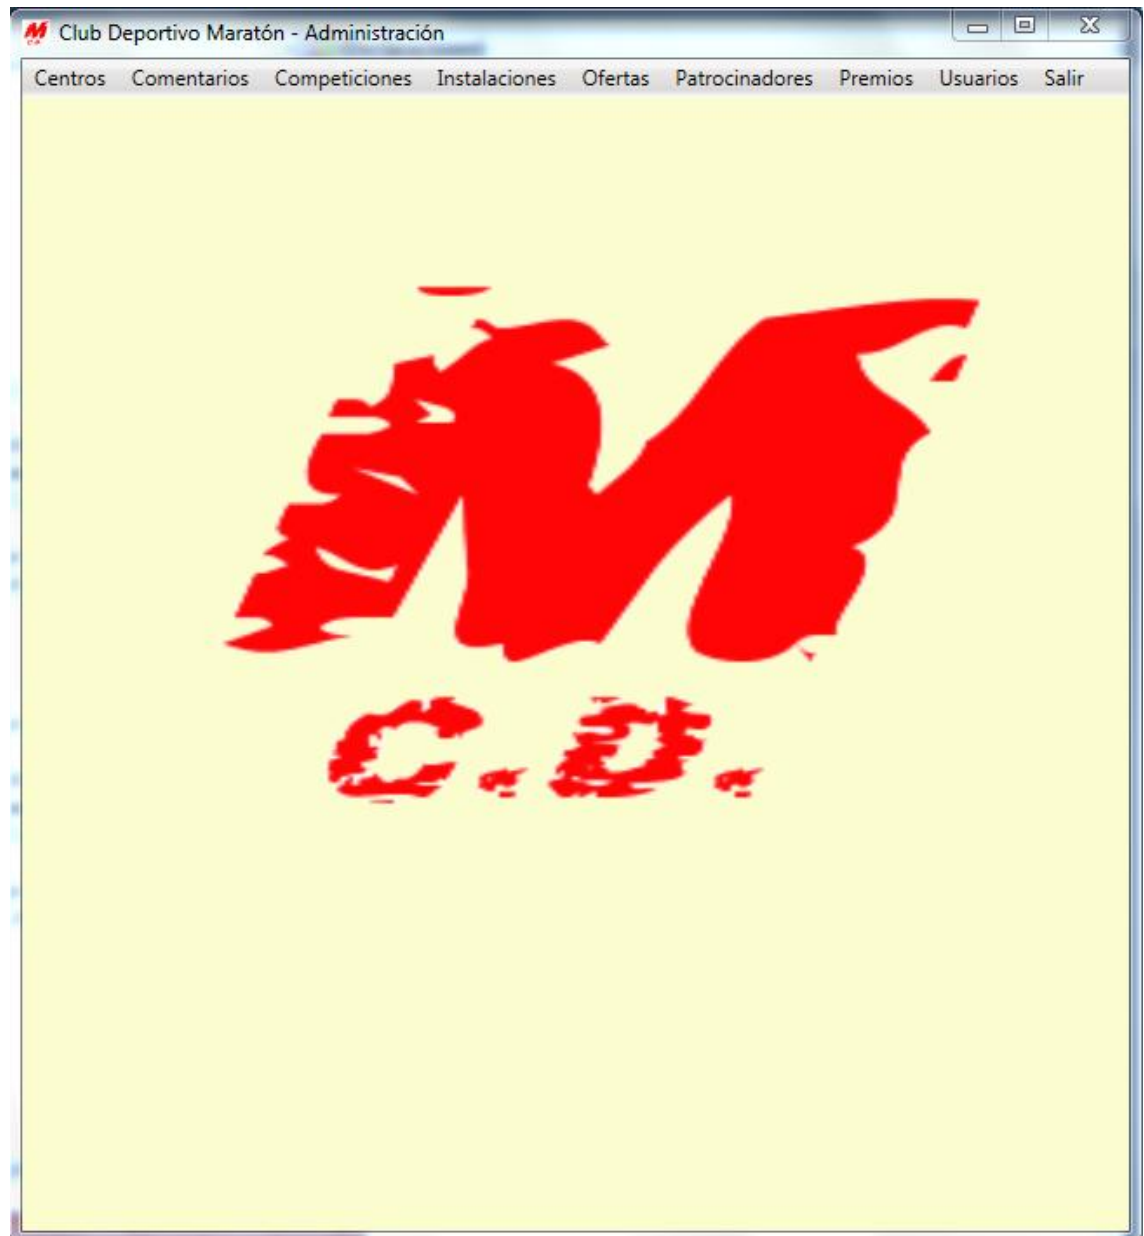 Club Deportivo Maratón - Administración
Centros Comentarios Competiciones Instalaciones Ofertas Patrocinadores Premios Usuarios Salir
M
C.D.